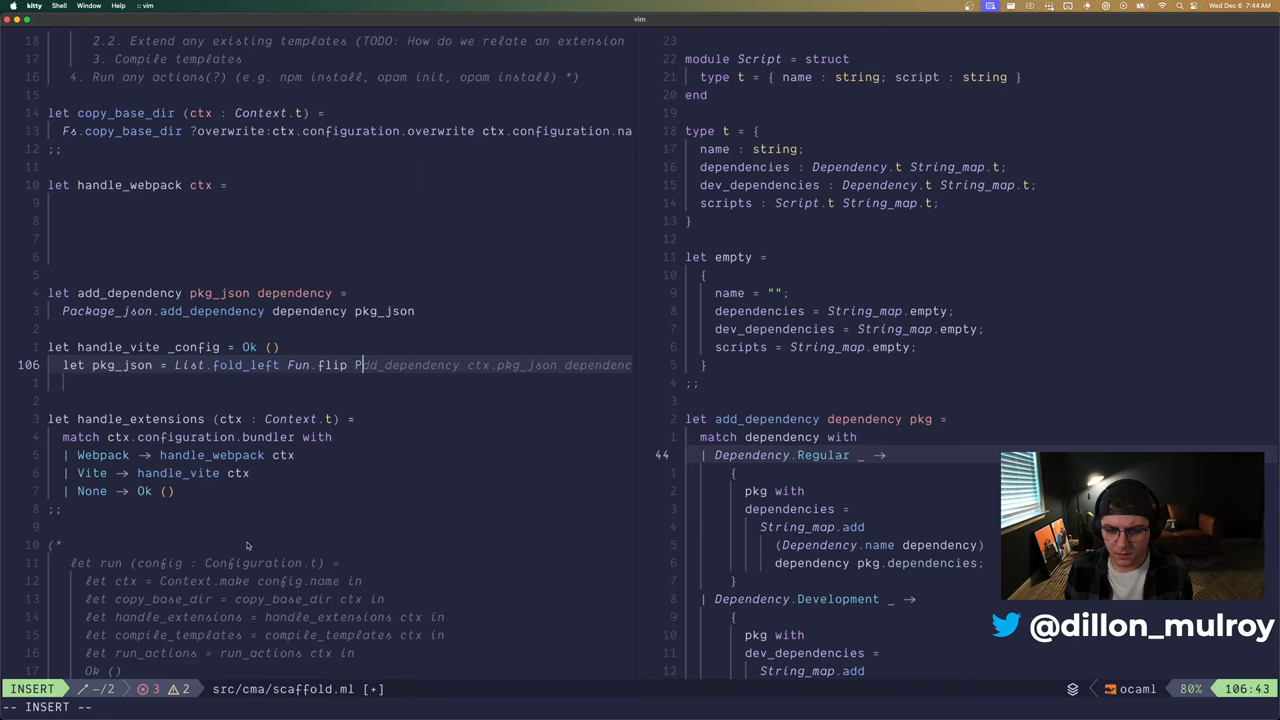 kitty Shell Window Help :: vim
Wed Dec 6 7:44 AM
vim
18 2.2. Extend any existing templates (TODO: How do we relate an extension
17 3. Compile templates
16 4. Run any actions(?) (e.g. npm install, opam init, opam install) *)
15
14 let copy_base_dir (ctx : Context.t) =
13 Fs.copy_base_dir ?overwrite:ctx.configuration.overwrite ctx.configuration.na
12 ;;
11
10 let handle_webpack ctx =
9
8
7
6
5
4 let add_dependency pkg_json dependency =
3 Package_json.add_dependency dependency pkg_json
2
1 let handle_vite _config = Ok ()
106 let pkg_json = List.fold_left Fun.flip Pdd_dependency ctx.pkg_json dependenc
1
2
3 let handle_extensions (ctx : Context.t) =
4 match ctx.configuration.bundler with
5 | Webpack → handle_webpack ctx
6 | Vite → handle_vite ctx
7 | None → Ok ()
8 ;;
9
10 (*
11 let run (config : Configuration.t) =
12 let ctx = Context.make config.name in
13 let copy_base_dir = copy_base_dir ctx in
14 let handle_extensions = handle_extensions ctx in
15 let compile_templates = compile_templates ctx in
16 let run_actions = run_actions ctx in
17 Ok ()
23
22 module Script = struct
21 type t = { name : string; script : string }
20 end
19
18 type t = {
17 name : string;
16 dependencies : Dependency.t String_map.t;
15 dev_dependencies : Dependency.t String_map.t;
14 scripts : Script.t String_map.t;
13 }
12
11 let empty =
10 {
9 name = "";
8 dependencies = String_map.empty;
7 dev_dependencies = String_map.empty;
6 scripts = String_map.empty;
5 }
4 ;;
3
2 let add_dependency dependency pkg =
1 match dependency with
44 | Dependency.Regular _ →
1 {
2 pkg with
3 dependencies =
4 String_map.add
5 (Dependency.name dependency)
6 dependency pkg.dependencies;
7 }
8 | Dependency.Development _ →
9 {
10 pkg with
11 dev_dependencies =
12 String_map.add
@dillon_mulroy
INSERT –/2 3 2 src/cma/scaffold.ml [+] ocaml 80% 106:43
-- INSERT --